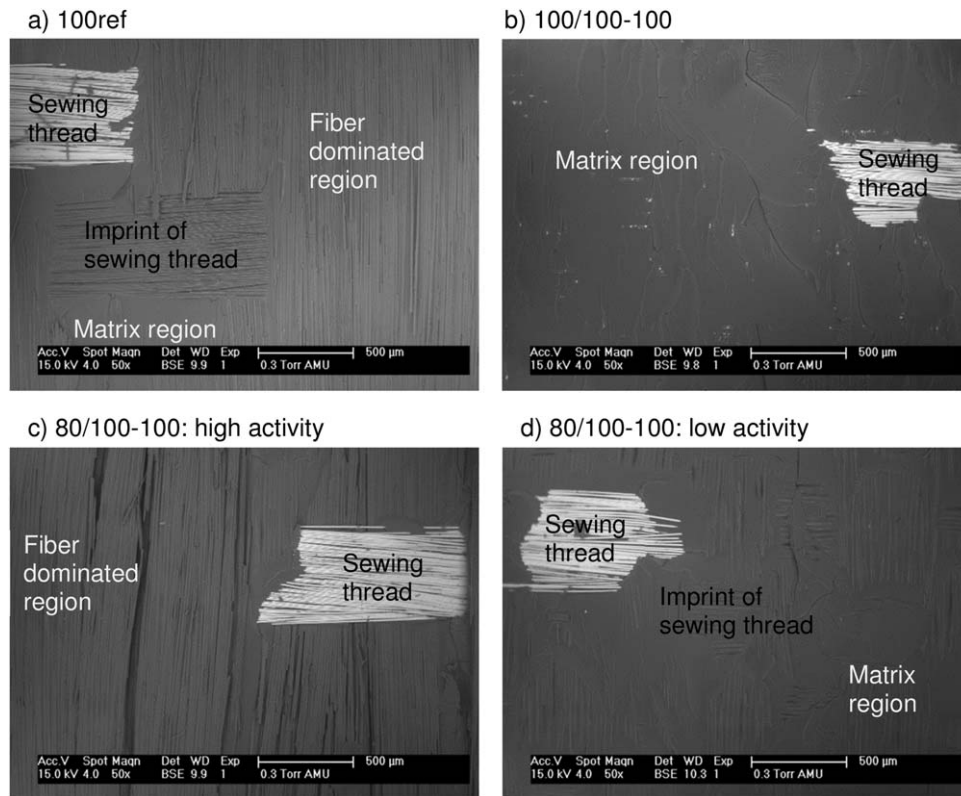 a) 100ref
Sewing
thread
Fiber
dominated
region
Imprint of
sewing thread
Matrix region
Acc.V Spot Magn Det WD Exp 500 µm
15.0 kV 4.0 50x BSE 9.9 1 0.3 Torr AMU
b) 100/100-100
Matrix region
Sewing
thread
Acc.V Spot Magn Det WD Exp 500 µm
15.0 kV 4.0 50x BSE 9.8 1 0.3 Torr AMU
c) 80/100-100: high activity
Fiber
dominated
region
Sewing
thread
Acc.V Spot Magn Det WD Exp 500 µm
15.0 kV 4.0 50x BSE 9.9 1 0.3 Torr AMU
d) 80/100-100: low activity
Sewing
thread
Imprint of
sewing thread
Matrix
region
Acc.V Spot Magn Det WD Exp 500 µm
15.0 kV 4.0 50x BSE 10.3 1 0.3 Torr AMU